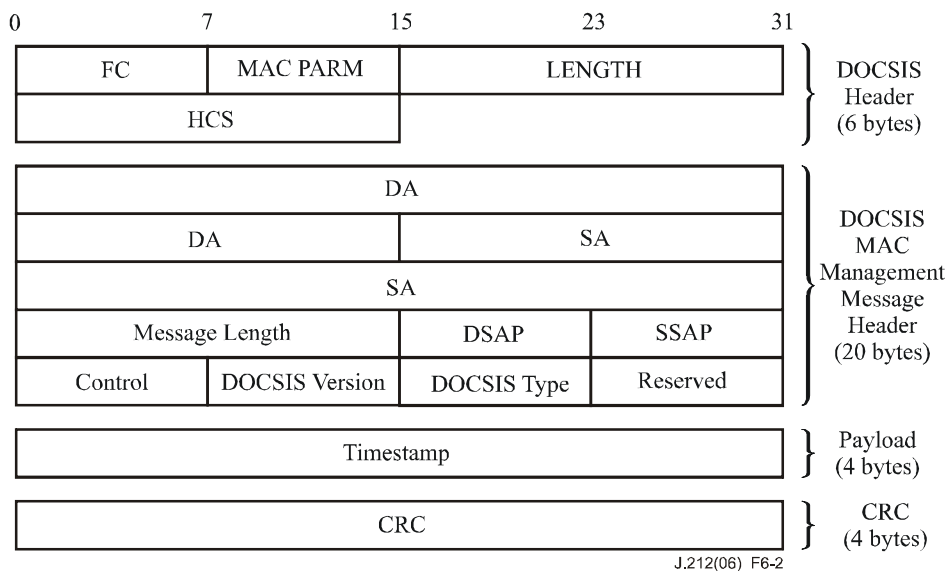 0 7 15 23 31
FC MAC PARM LENGTH
HCS
DOCSIS
Header
(6 bytes)
DA
DA SA
SA
Message Length DSAP SSAP
Control DOCSIS Version DOCSIS Type Reserved
DOCSIS
MAC
Management
Message
Header
(20 bytes)
Timestamp
Payload
(4 bytes)
CRC
CRC
(4 bytes)
J.212(06) F6-2